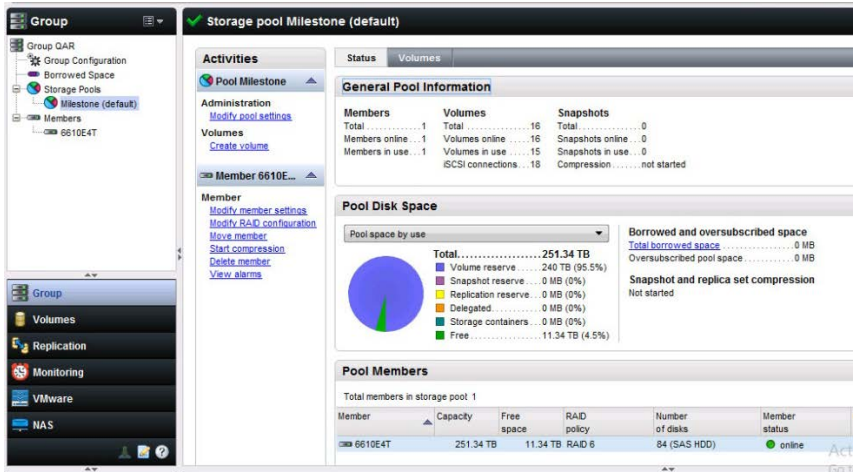 Group
Storage pool Milestone (default)
Group QAR
Group Configuration
Borrowed Space
Storage Pools
Milestone (default)
Members
6610E4T
Group
Volumes
Replication
Monitoring
VMware
NAS
Activities
Pool Milestone
Administration
Modify pool settings
Volumes
Create volume
Member 6610E...
Member
Modify member settings
Modify RAID configuration
Move member
Start compression
Delete member
View alarms
Status Volumes
General Pool Information
Members Volumes Snapshots
Total.............1 Total...............16 Total..............0
Members online...1 Volumes online ....16 Snapshots online...0
Members in use...1 Volumes in use .....15 Snapshots in use...0
iSCSI connections...18 Compression.......not started
Pool Disk Space
Pool space by use
Total....................251.34 TB
Volume reserve.....240 TB (95.5%)
Snapshot reserve...0 MB (0%)
Replication reserve...0 MB (0%)
Delegated............0 MB (0%)
Storage containers...0 MB (0%)
Free..................11.34 TB (4.5%)
Borrowed and oversubscribed space
Total borrowed space ...............0 MB
Oversubscribed pool space...........0 MB
Snapshot and replica set compression
Not started
Pool Members
Total members in storage pool 1
Member Capacity Free space RAID policy Number of disks Member status
6610E4T 251.34 TB 11.34 TB RAID 6 84 (SAS HDD) online
Act